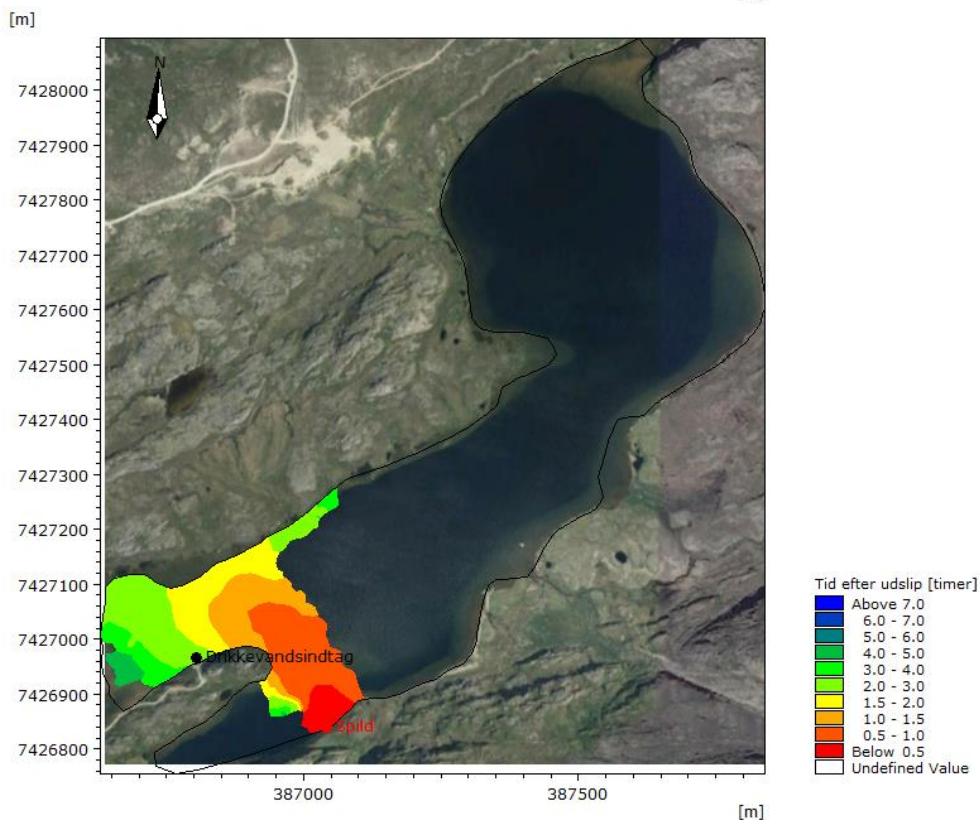 [m]
N
7428000
7427900
7427800
7427700
7427600
7427500
7427400
7427300
7427200
7427100
7427000
7426900
7426800
Drikkevandsindtag
Spild
387000
387500
[m]
Tid efter udslip [timer]
Above 7.0
6.0 - 7.0
5.0 - 6.0
4.0 - 5.0
3.0 - 4.0
2.0 - 3.0
1.5 - 2.0
1.0 - 1.5
0.5 - 1.0
Below 0.5
Undefined Value